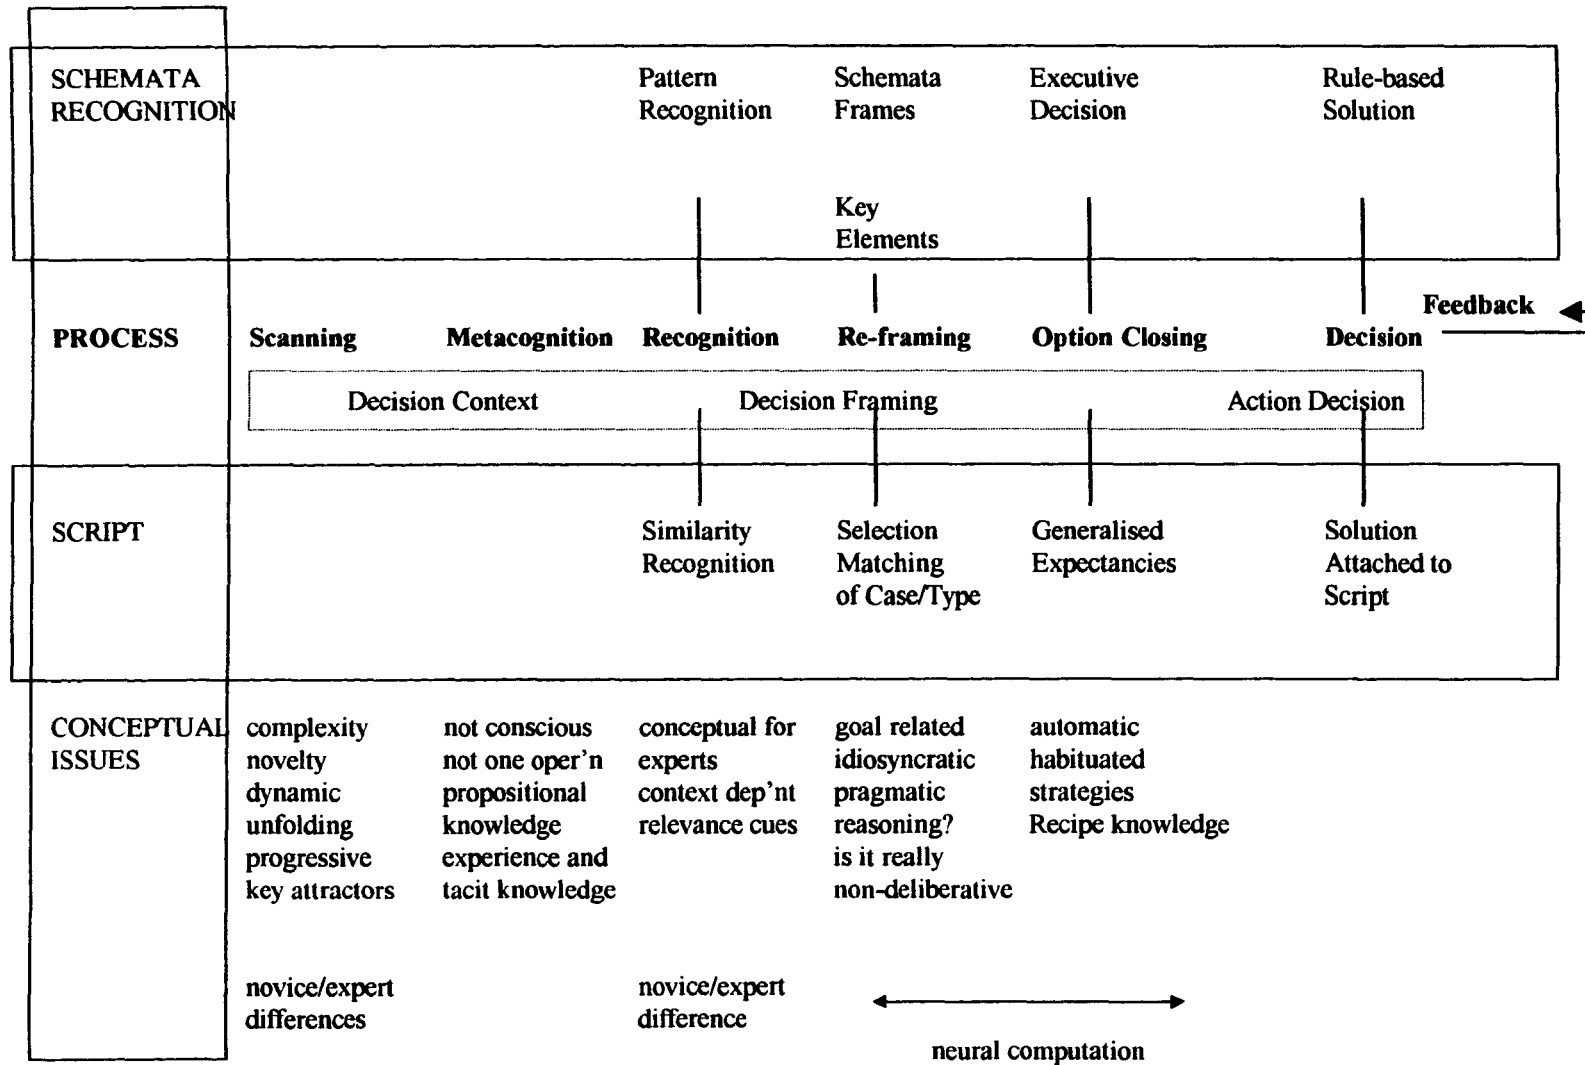 SCHEMATA
RECOGNITION
Pattern
Recognition
Schemata
Frames
Key
Elements
Executive
Decision
Rule-based
Solution
Feedback
PROCESS
Scanning
Metacognition
Recognition
Re-framing
Option Closing
Decision
Decision Context
Decision Framing
Action Decision
SCRIPT
Similarity
Recognition
Selection
Matching
of Case/Type
Generalised
Expectancies
Solution
Attached to
Script
CONCEPTUAL
ISSUES
complexity
novelty
dynamic
unfolding
progressive
key attractors
novice/expert
differences
not conscious
not one oper'n
propositional
knowledge
experience and
tacit knowledge
conceptual for
experts
context dep'nt
relevance cues
novice/expert
difference
goal related
idiosyncratic
pragmatic
reasoning?
is it really
non-deliberative
automatic
habituated
strategies
Recipe knowledge
neural computation